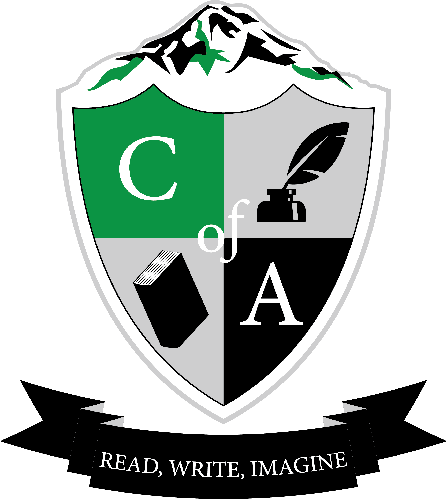 C
of
A
READ, WRITE, IMAGINE